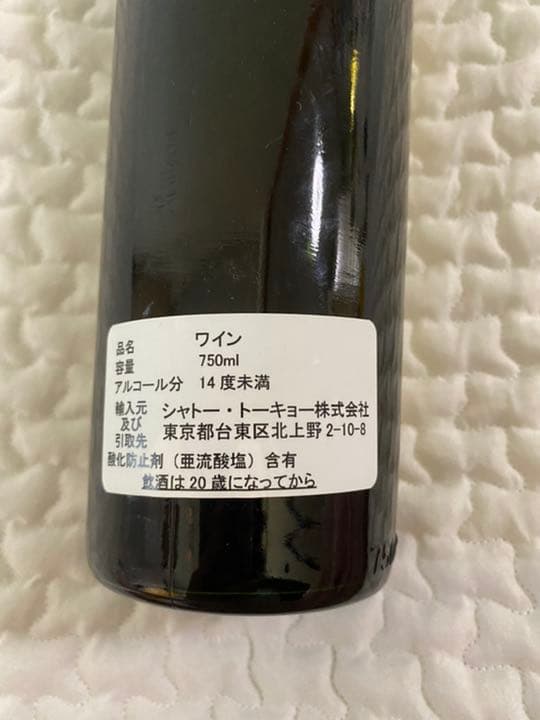 品名 ワイン
容量 750ml
アルコール分 14度未満
輸入元 シャトー・トーキョー株式会社
及び
引取先 東京都台東区北上野2-10-8
酸化防止剤（亜流酸塩）含有
飲酒は20歳になってから